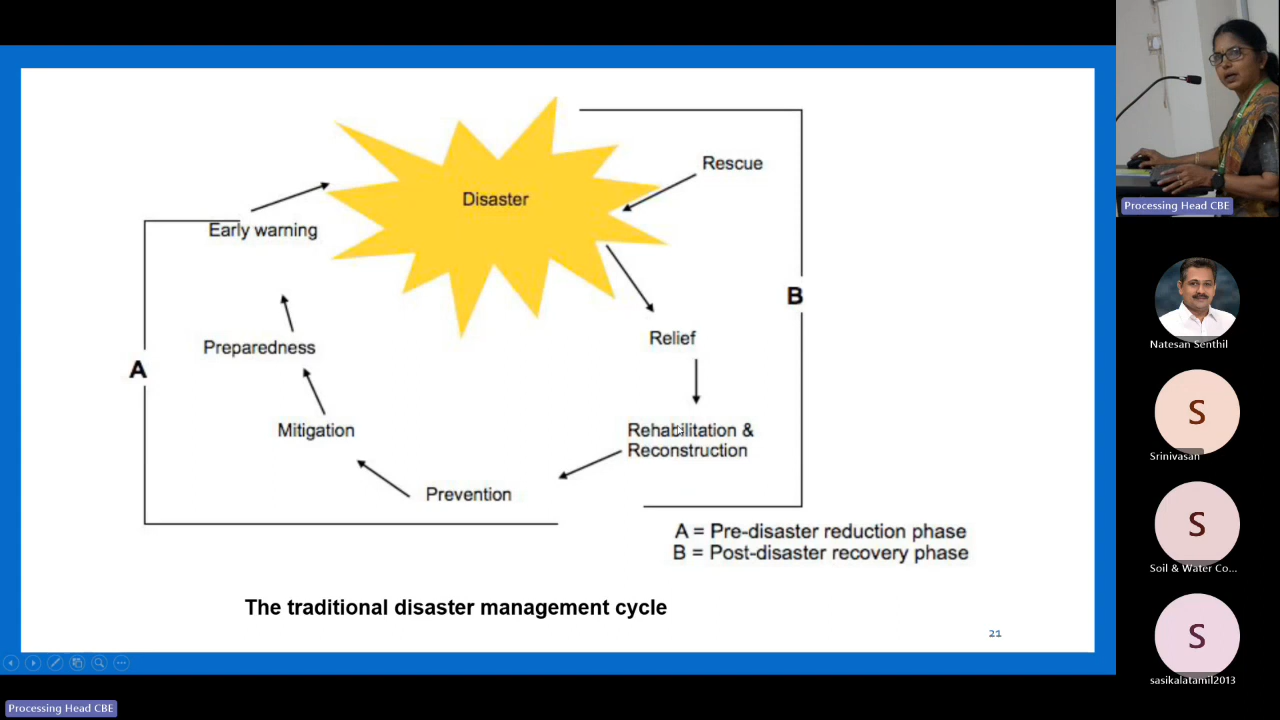 Disaster
Rescue
Early warning
B
Relief
Preparedness
A
Mitigation
Rehabilitation &
Reconstruction
Prevention
A = Pre-disaster reduction phase
B = Post-disaster recovery phase
The traditional disaster management cycle
21
Processing Head CBE
Natesan Senthil
S
Srinivasan
S
Soil & Water Co...
S
sasikalatamil2013
Processing Head CBE